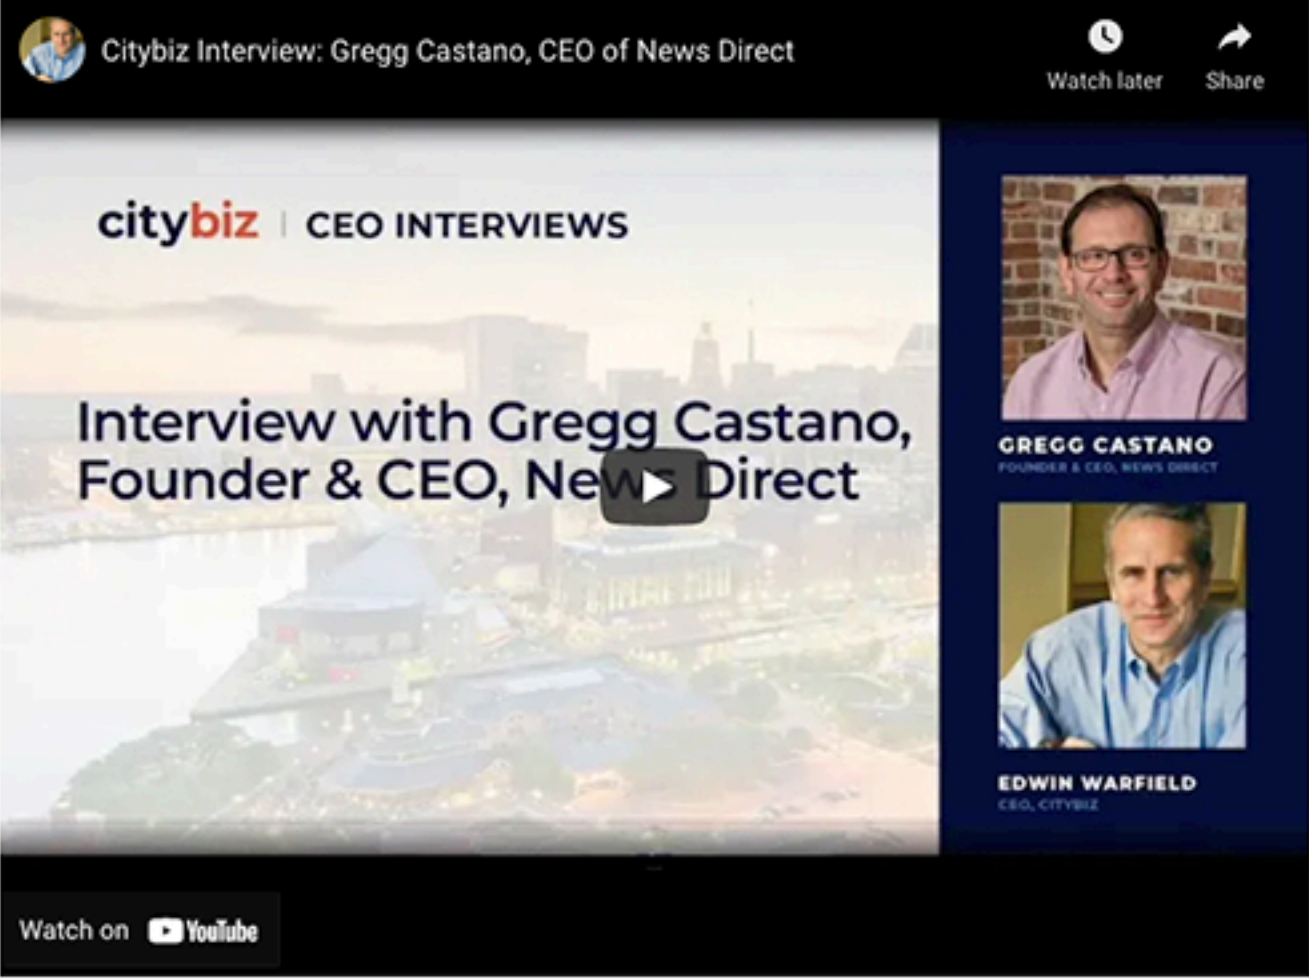 Citybiz Interview: Gregg Castano, CEO of News Direct
Watch later
Share
citybiz | CEO INTERVIEWS
Interview with Gregg Castano,
Founder & CEO, News Direct
GREGG CASTANO
FOUNDER & CEO, NEWS DIRECT
EDWIN WARFIELD
CEO, CITYBIZ
Watch on YouTube